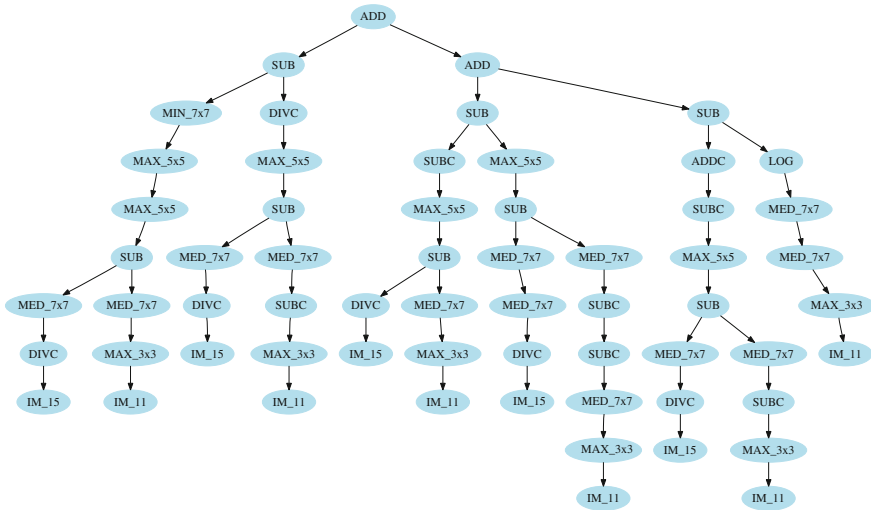 ADD
SUB ADD
MIN_7x7 DIVC SUB SUB
MAX_5x5 MAX_5x5 SUBC MAX_5x5 ADDC LOG
MAX_5x5 SUB MAX_5x5 SUB SUBC MED_7x7
SUB MED_7x7 MED_7x7 SUB MED_7x7 MED_7x7 MAX_5x5 MED_7x7
MED_7x7 MED_7x7 DIVC SUBC DIVC MED_7x7 MED_7x7 SUBC SUB MAX_3x3
DIVC MAX_3x3 IM_15 MAX_3x3 IM_15 MAX_3x3 DIVC SUBC MED_7x7 MED_7x7 IM_11
IM_15 IM_11 IM_11 IM_11 IM_15 MED_7x7 DIVC SUBC
MAX_3x3 IM_15 MAX_3x3
IM_11 IM_11